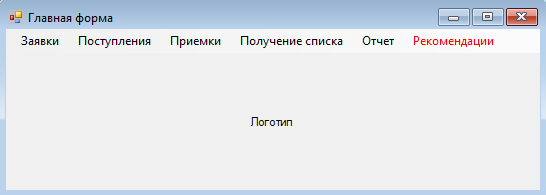 Главная форма
Заявки Поступления Приемки Получение списка Отчет Рекомендации
Логотип